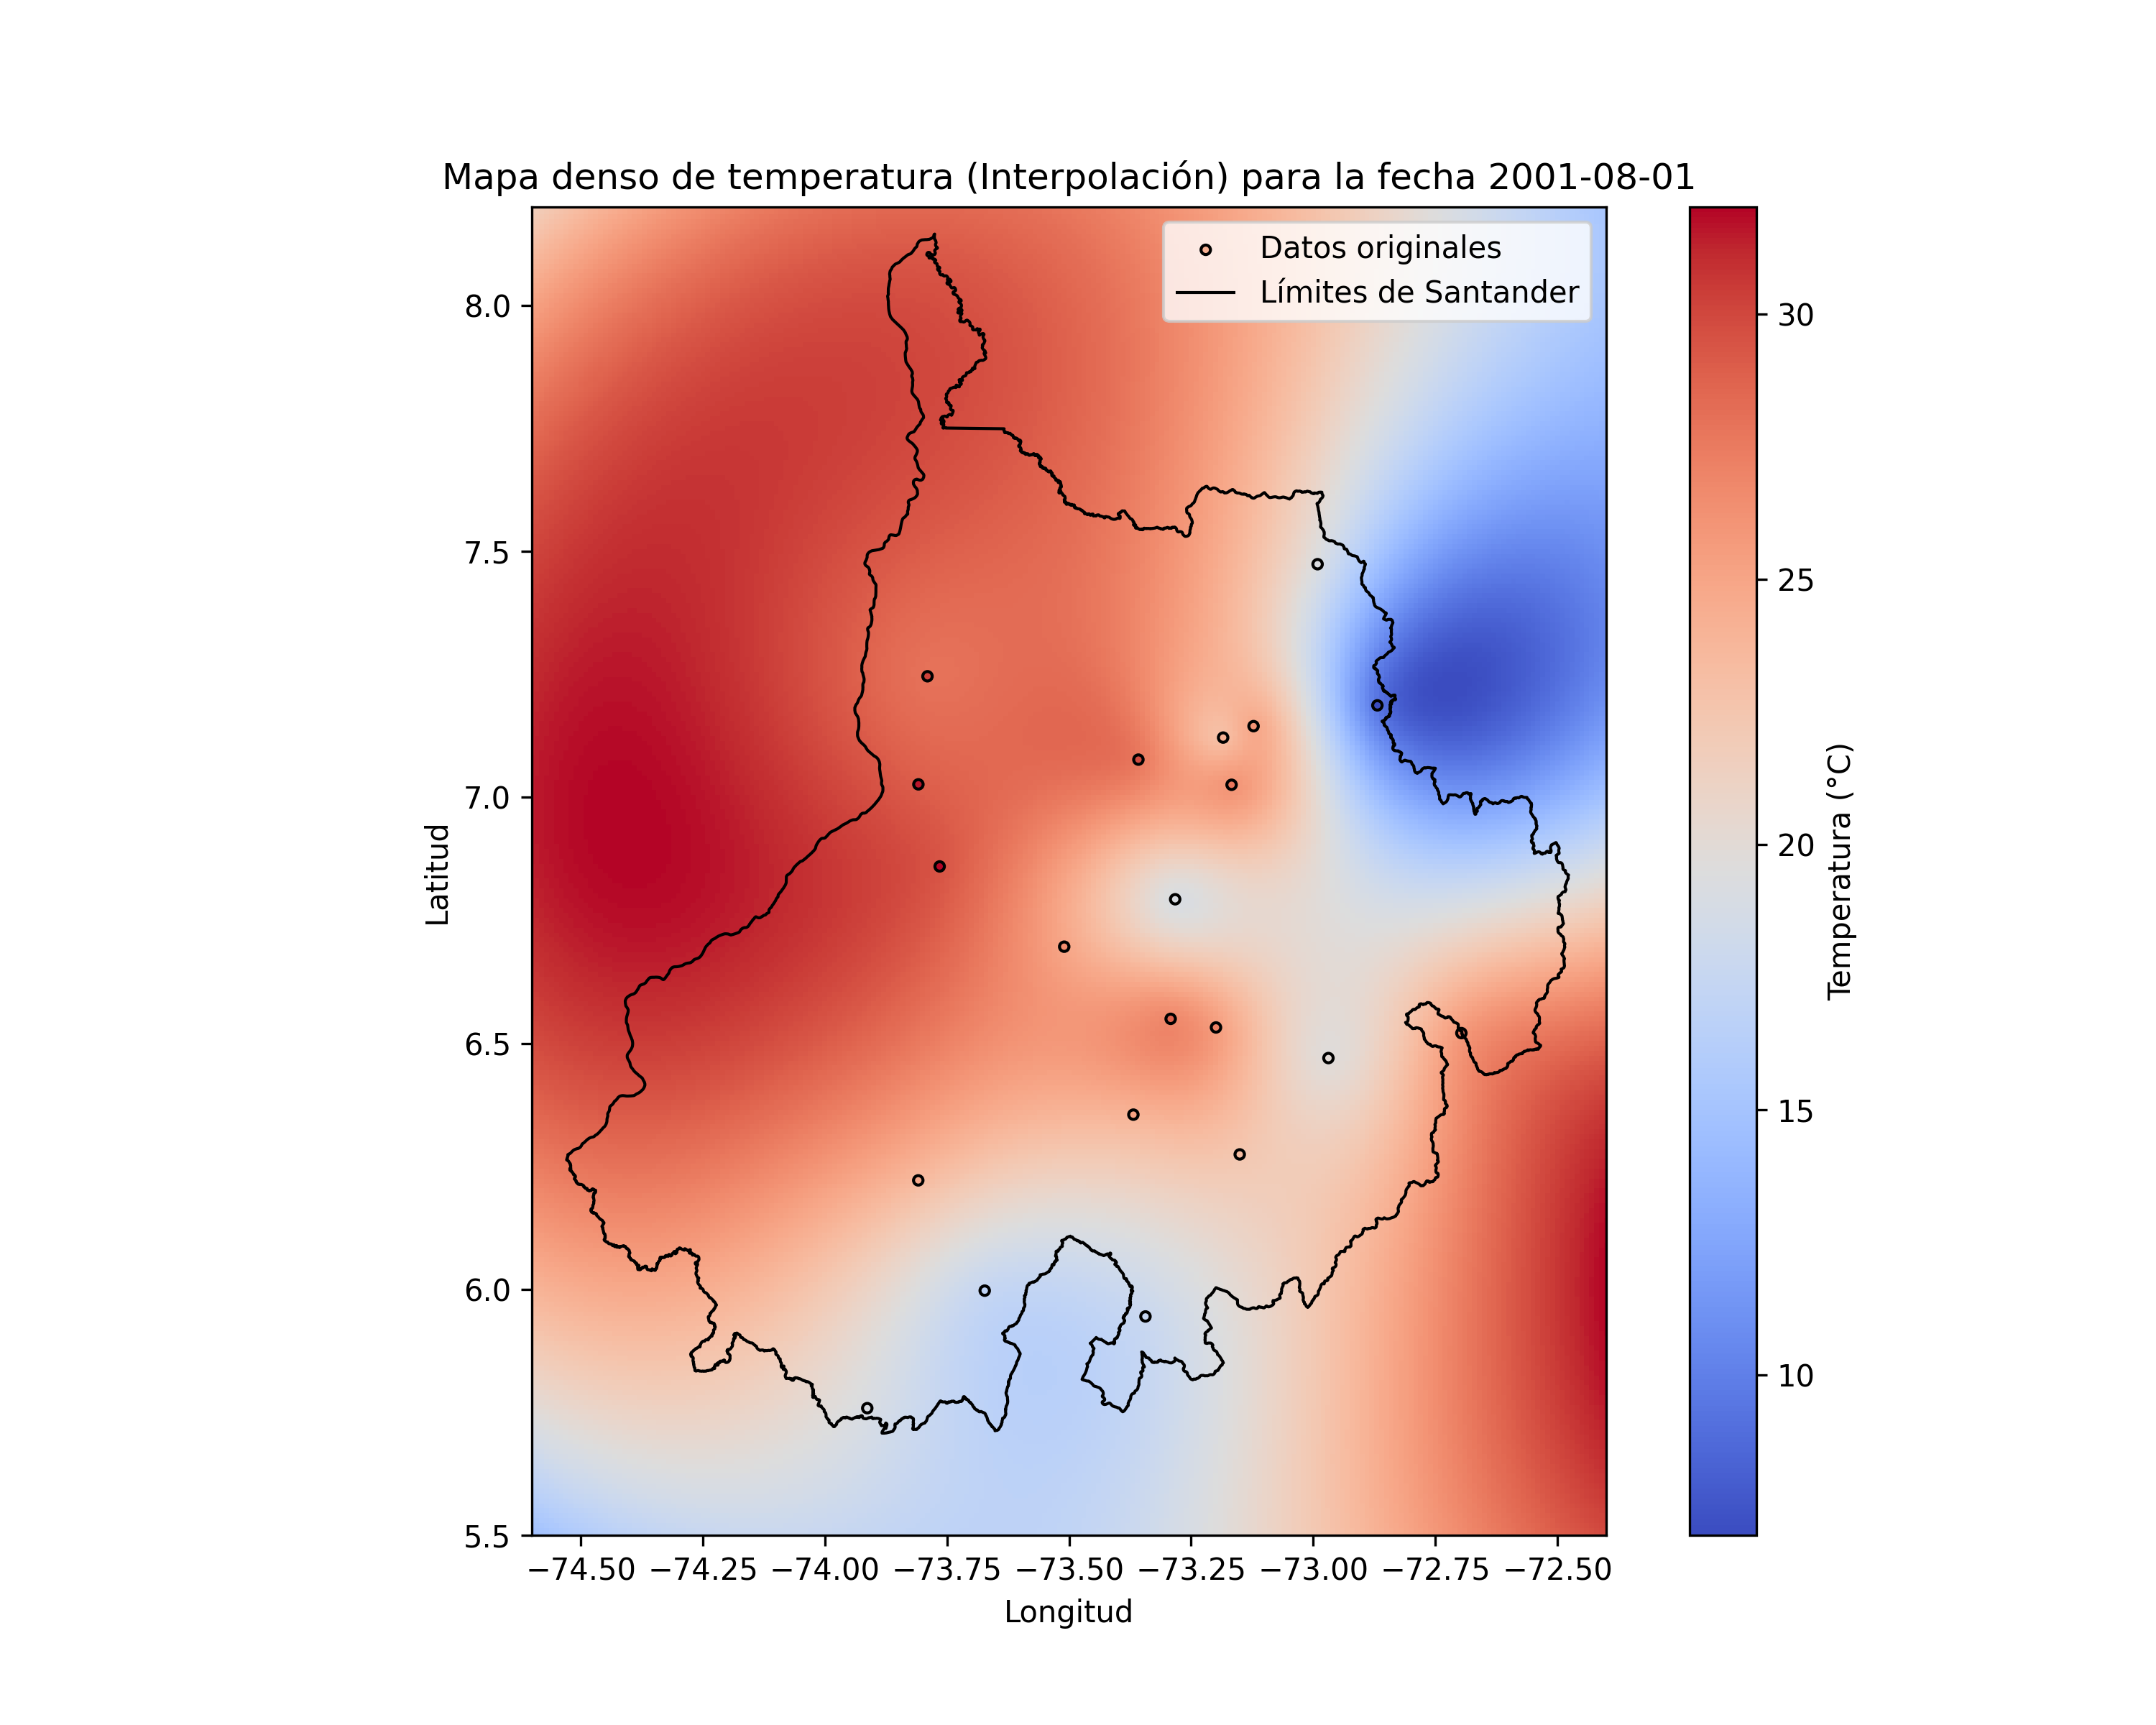 Mapa denso de temperatura (Interpolación) para la fecha 2001-08-01
Datos originales
Límites de Santander
8.0
7.5
7.0
6.5
6.0
5.5
Latitud
−74.50 −74.25 −74.00 −73.75 −73.50 −73.25 −73.00 −72.75 −72.50
Longitud
30
25
20
15
10
Temperatura (°C)